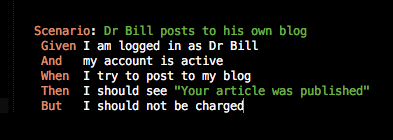 Scenario: Dr Bill posts to his own blog
Given I am logged in as Dr Bill
And my account is active
When I try to post to my blog
Then I should see "Your article was published"
But I should not be charged